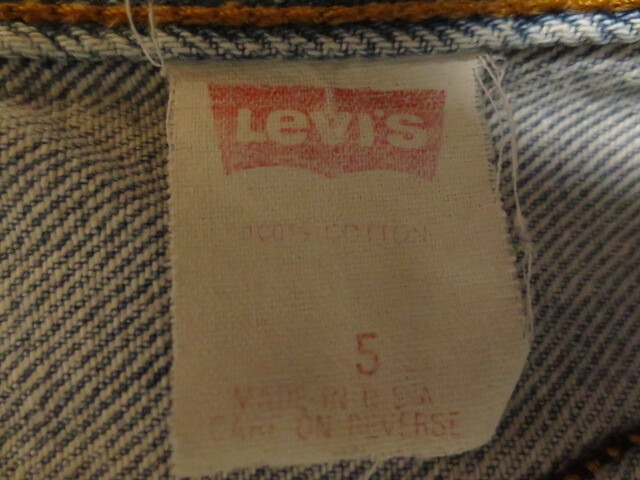 Levi's
100% COTTON
5
MADE IN U.S.A
CARE ON REVERSE